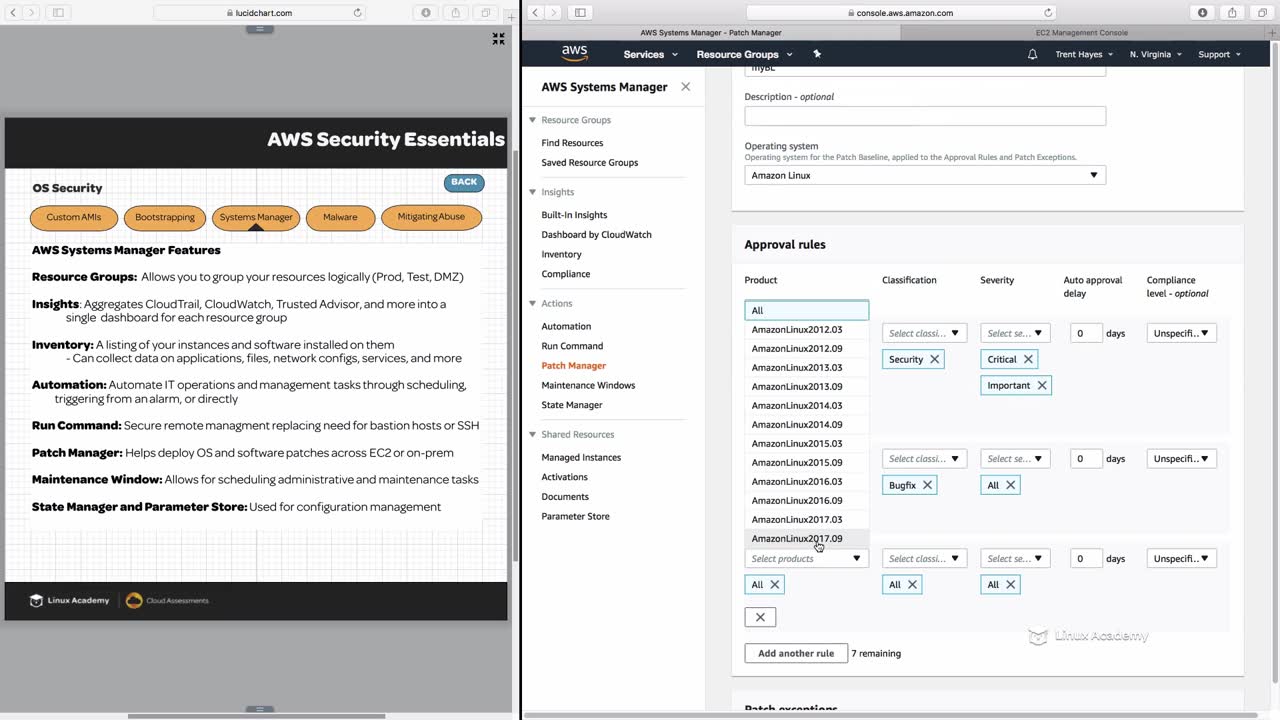 lucidchart.com
AWS Security Essentials
OS Security
BACK
Custom AMIs
Bootstrapping
Systems Manager
Malware
Mitigating Abuse
AWS Systems Manager Features
Resource Groups: Allows you to group your resources logically (Prod, Test, DMZ)
Insights: Aggregates CloudTrail, CloudWatch, Trusted Advisor, and more into a
single dashboard for each resource group
Inventory: A listing of your instances and software installed on them
- Can collect data on applications, files, network configs, services, and more
Automation: Automate IT operations and management tasks through scheduling,
triggering from an alarm, or directly
Run Command: Secure remote managment replacing need for bastion hosts or SSH
Patch Manager: Helps deploy OS and software patches across EC2 or on-prem
Maintenance Window: Allows for scheduling administrative and maintenance tasks
State Manager and Parameter Store: Used for configuration management
Linux Academy
Cloud Assessments
console.aws.amazon.com
AWS Systems Manager - Patch Manager
EC2 Management Console
aws
Services
Resource Groups
Trent Hayes
N. Virginia
Support
AWS Systems Manager
Resource Groups
Find Resources
Saved Resource Groups
Insights
Built-In Insights
Dashboard by CloudWatch
Inventory
Compliance
Actions
Automation
Run Command
Patch Manager
Maintenance Windows
State Manager
Shared Resources
Managed Instances
Activations
Documents
Parameter Store
myBL
Description - optional
Operating system
Operating system for the Patch Baseline, applied to the Approval Rules and Patch Exceptions.
Amazon Linux
Approval rules
Product
Classification
Severity
Auto approval
delay
Compliance
level - optional
All
AmazonLinux2012.03
AmazonLinux2012.09
AmazonLinux2013.03
AmazonLinux2013.09
AmazonLinux2014.03
AmazonLinux2014.09
AmazonLinux2015.03
AmazonLinux2015.09
AmazonLinux2016.03
AmazonLinux2016.09
AmazonLinux2017.03
AmazonLinux2017.09
Select classi...
Select se...
0 days
Unspecifi...
Security
Critical
Important
Select classi...
Select se...
0 days
Unspecifi...
Bugfix
All
Select products
Select classi...
Select se...
0 days
Unspecifi...
All
All
All
Linux Academy
Add another rule
7 remaining
Patch exceptions